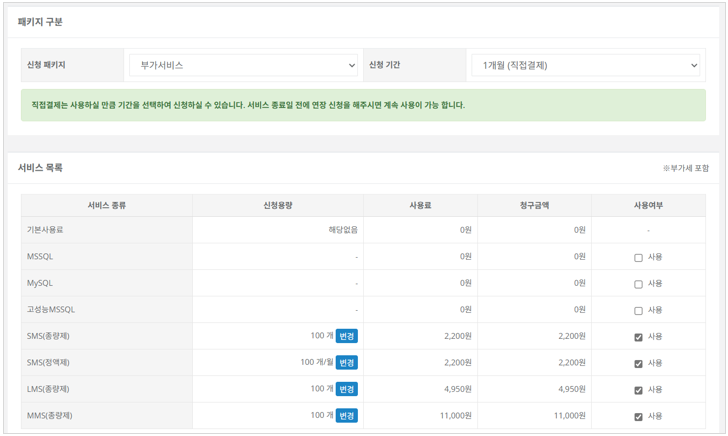 패키지 구분
신청 패키지 부가서비스 신청 기간 1개월 (직접결제)
직접결제는 사용하실 만큼 기간을 선택하여 신청하실 수 있습니다. 서비스 종료일 전에 연장 신청을 해주시면 계속 사용이 가능 합니다.
서비스 목록 ※부가세 포함
서비스 종류 신청용량 사용료 청구금액 사용여부
기본사용료 해당없음 0원 0원 -
MSSQL - 0원 0원 사용
MySQL - 0원 0원 사용
고성능MSSQL - 0원 0원 사용
SMS(종량제) 100 개 변경 2,200원 2,200원 사용
SMS(정액제) 100 개/월 변경 2,200원 2,200원 사용
LMS(종량제) 100 개 변경 4,950원 4,950원 사용
MMS(종량제) 100 개 변경 11,000원 11,000원 사용